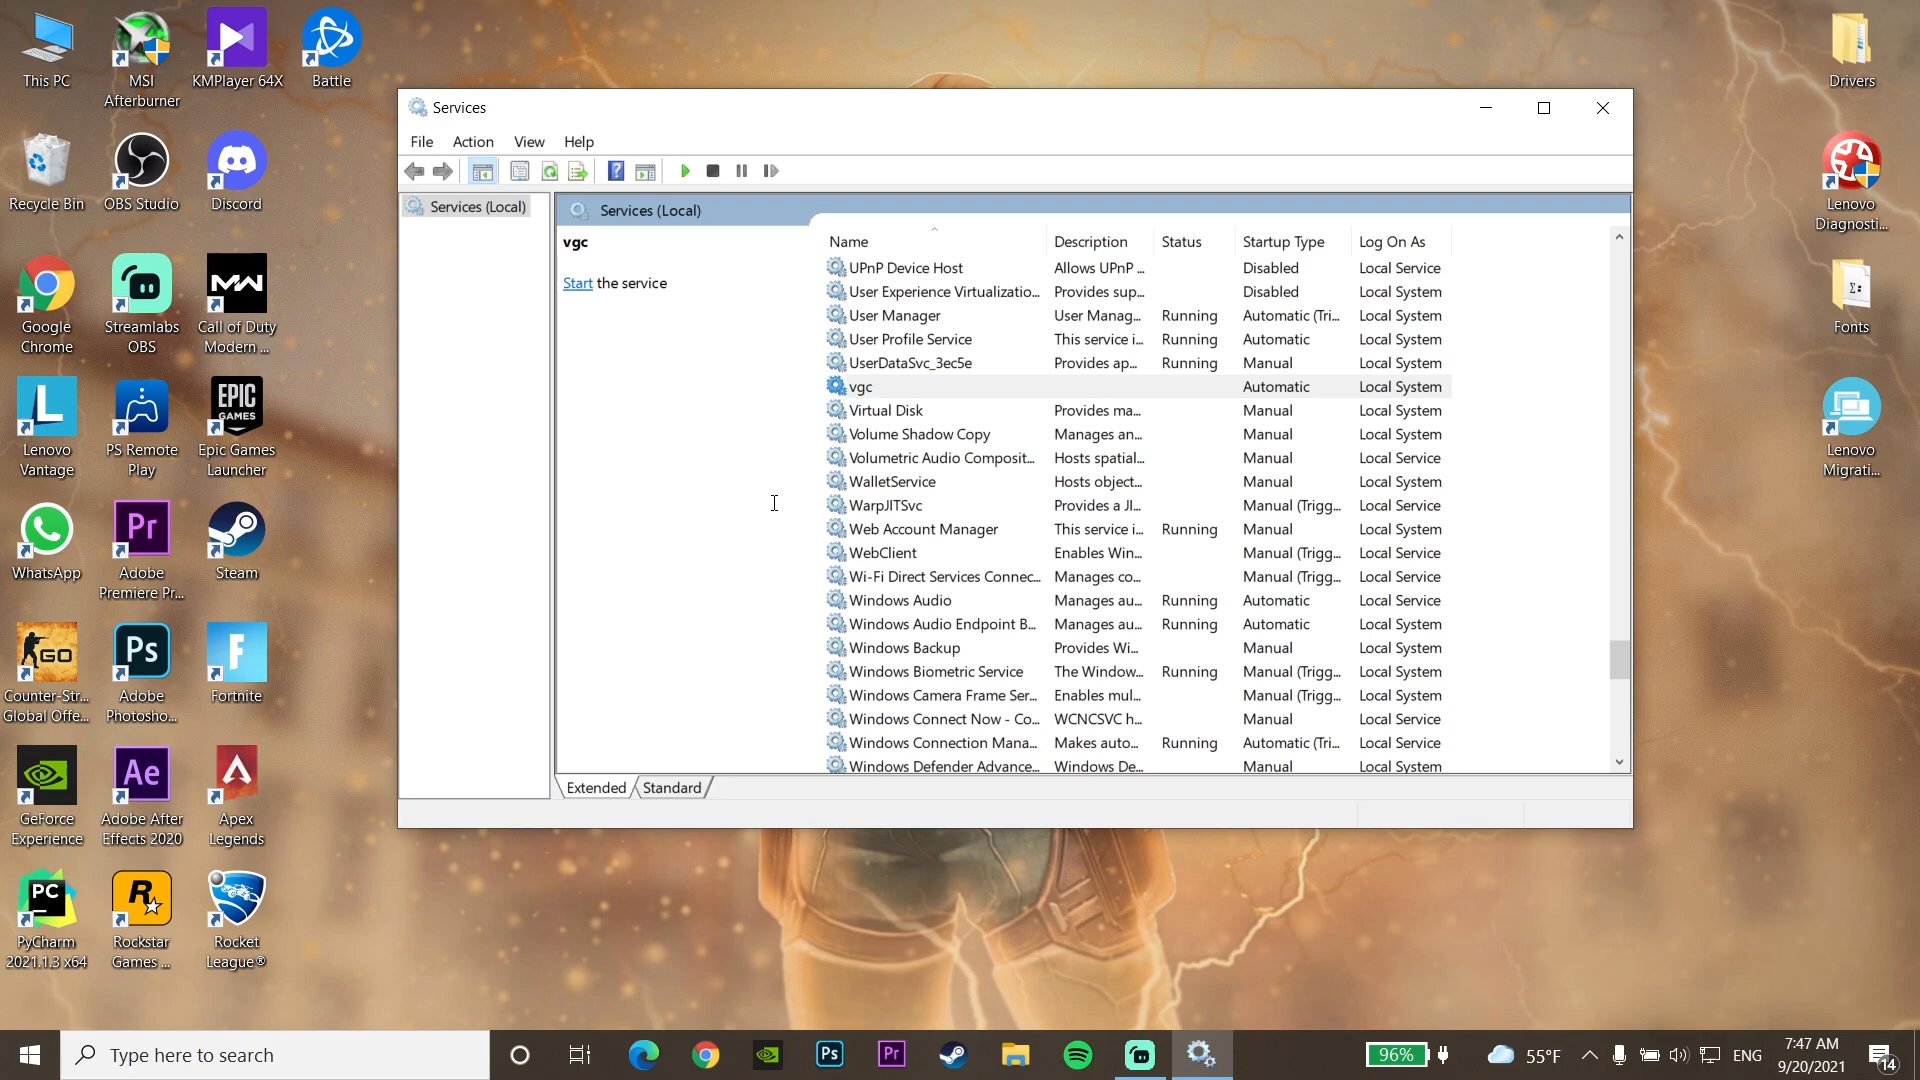 This PC
MSI
Afterburner
KMPlayer 64X
Battle
Recycle Bin
OBS Studio
Discord
Google
Chrome
Streamlabs
OBS
Call of Duty
Modern ...
Lenovo
Vantage
PS Remote
Play
EPIC
GAMES
Epic Games
Launcher
WhatsApp
Pr
Adobe
Premiere Pr...
Steam
GO
Counter-Str...
Global Offe...
Ps
Adobe
Photosho...
Fortnite
GeForce
Experience
Ae
Adobe After
Effects 2020
Apex
Legends
PC
PyCharm
2021.1.3 x64
Rockstar
Games ...
Rocket
League®
Drivers
Lenovo
Diagnosti...
Fonts
Lenovo
Migrati...
Services
File Action View Help
Services (Local)
Services (Local)
vgc
Start the service
Name Description Status Startup Type Log On As
UPnP Device Host Allows UPnP ... Disabled Local Service
User Experience Virtualizatio... Provides sup... Disabled Local System
User Manager User Manag... Running Automatic (Tri... Local System
User Profile Service This service i... Running Automatic Local System
UserDataSvc_3ec5e Provides ap... Running Manual Local System
vgc Automatic Local System
Virtual Disk Provides ma... Manual Local System
Volume Shadow Copy Manages an... Manual Local System
Volumetric Audio Composit... Hosts spatial... Manual Local Service
WalletService Hosts object... Manual Local System
WarpJITSvc Provides a JI... Manual (Trigg... Local Service
Web Account Manager This service i... Running Manual Local System
WebClient Enables Win... Manual (Trigg... Local Service
Wi-Fi Direct Services Connec... Manages co... Manual (Trigg... Local Service
Windows Audio Manages au... Running Automatic Local Service
Windows Audio Endpoint B... Manages au... Running Automatic Local System
Windows Backup Provides Wi... Manual Local System
Windows Biometric Service The Window... Running Manual (Trigg... Local System
Windows Camera Frame Ser... Enables mul... Manual (Trigg... Local System
Windows Connect Now - Co... WCNCSVC h... Manual Local Service
Windows Connection Mana... Makes auto... Running Automatic (Tri... Local Service
Windows Defender Advance... Windows De... Manual Local System
Extended Standard
Type here to search
Ps
Pr
96%
55°F
ENG
7:47 AM
9/20/2021
14